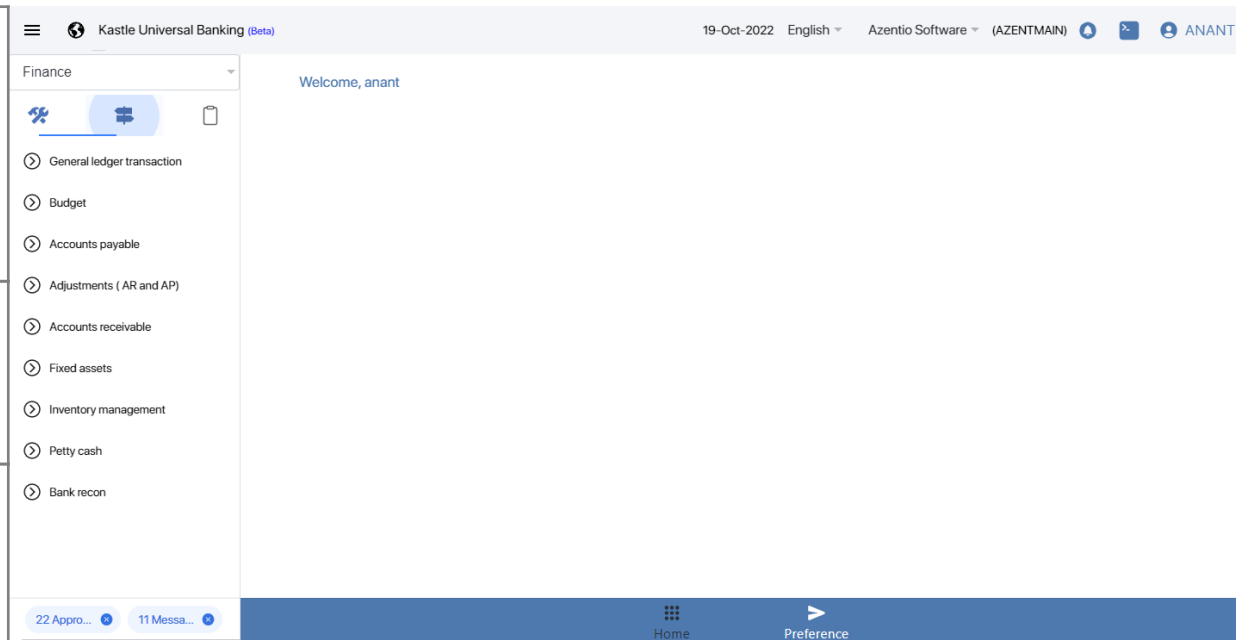 Kastle Universal Banking (Beta) 19-Oct-2022 English Azentio Software (AZENTMAIN) >_ ANANT
Finance
Welcome, anant
General ledger transaction
Budget
Accounts payable
Adjustments ( AR and AP)
Accounts receivable
Fixed assets
Inventory management
Petty cash
Bank recon
22 Appro... 11 Messa...
Home Preference